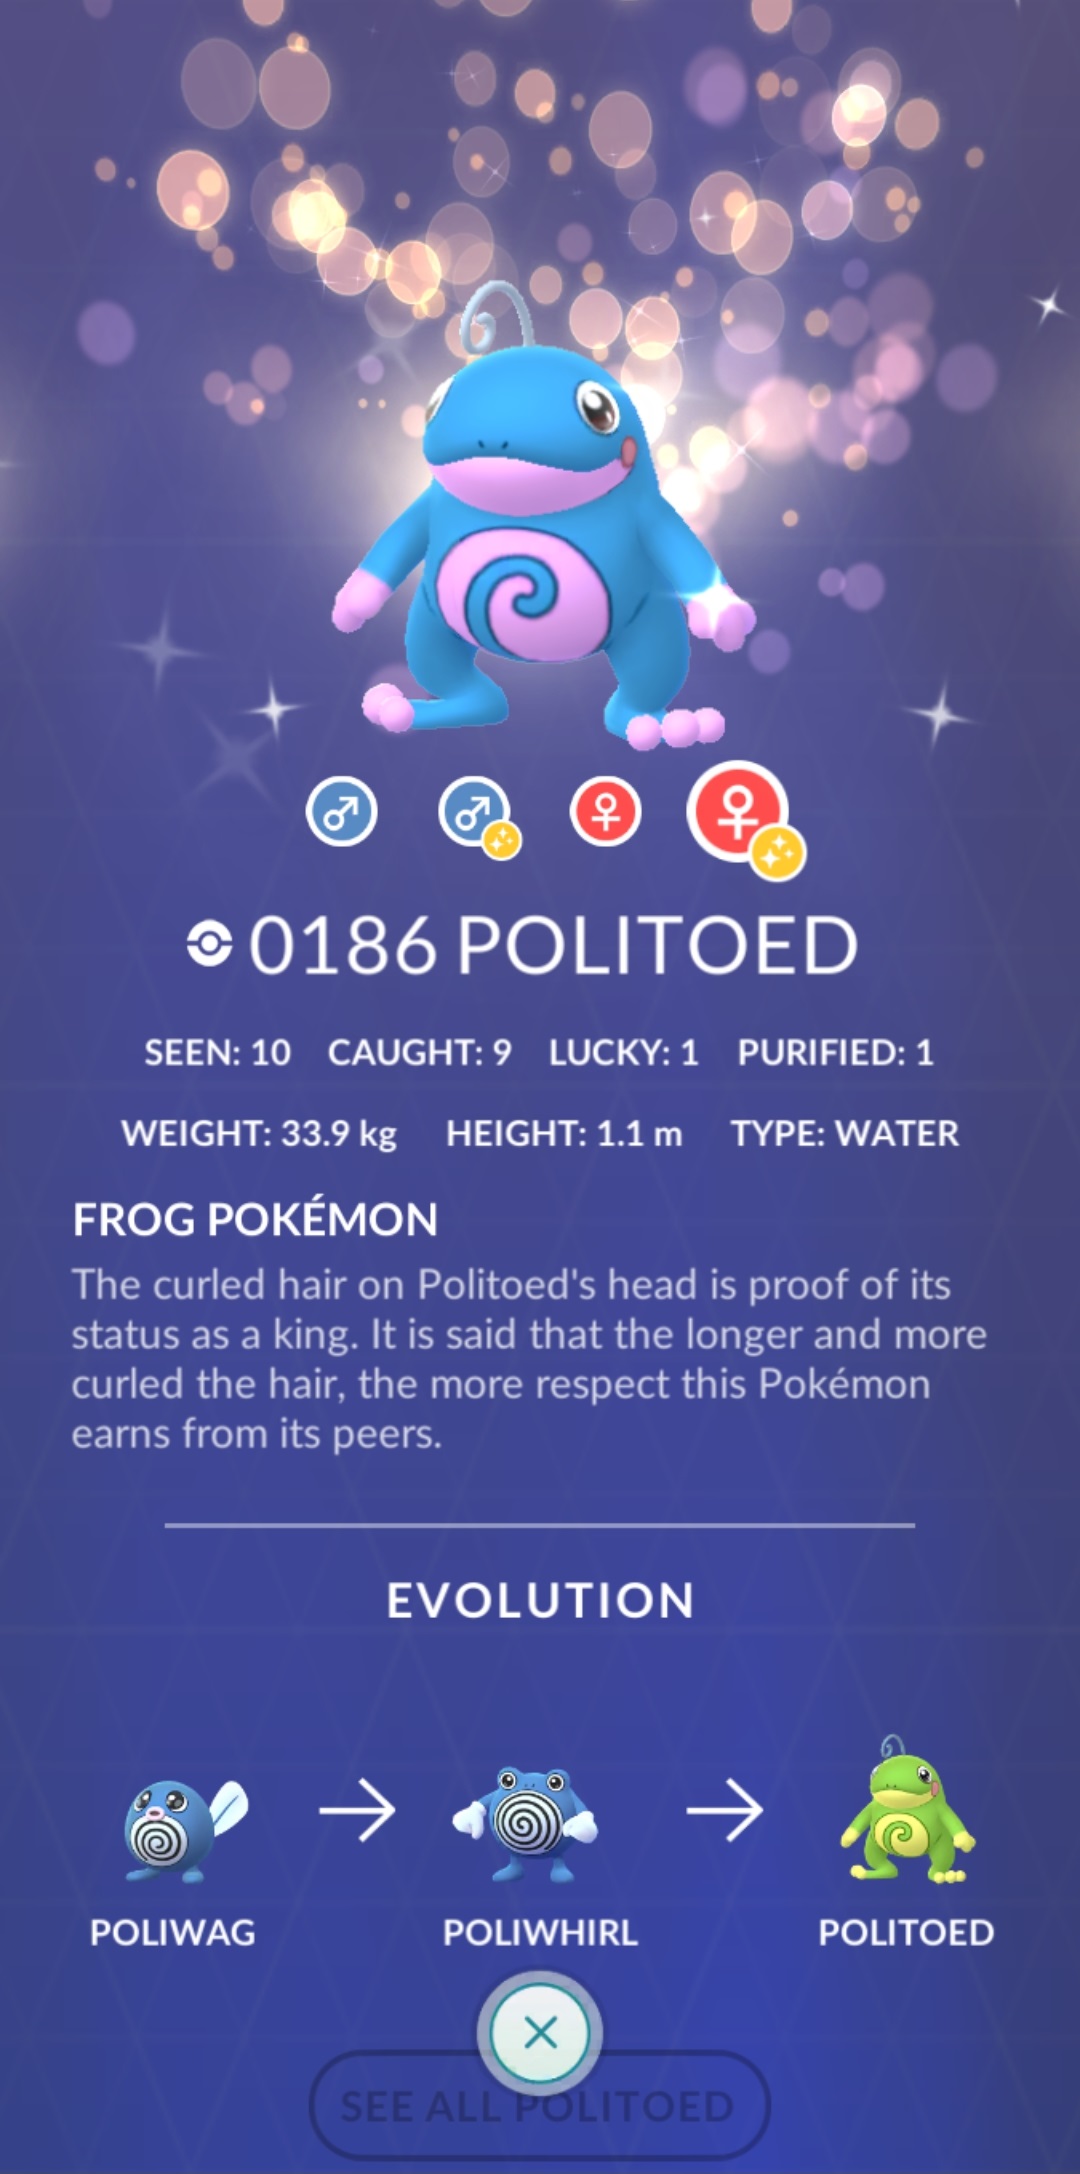 0186 POLITOED
SEEN: 10 CAUGHT: 9 LUCKY: 1 PURIFIED: 1
WEIGHT: 33.9 kg HEIGHT: 1.1 m TYPE: WATER
FROG POKÉMON
The curled hair on Politoed's head is proof of its
status as a king. It is said that the longer and more
curled the hair, the more respect this Pokémon
earns from its peers.
EVOLUTION
POLIWAG POLIWHIRL POLITOED
SEE ALL POLITOED